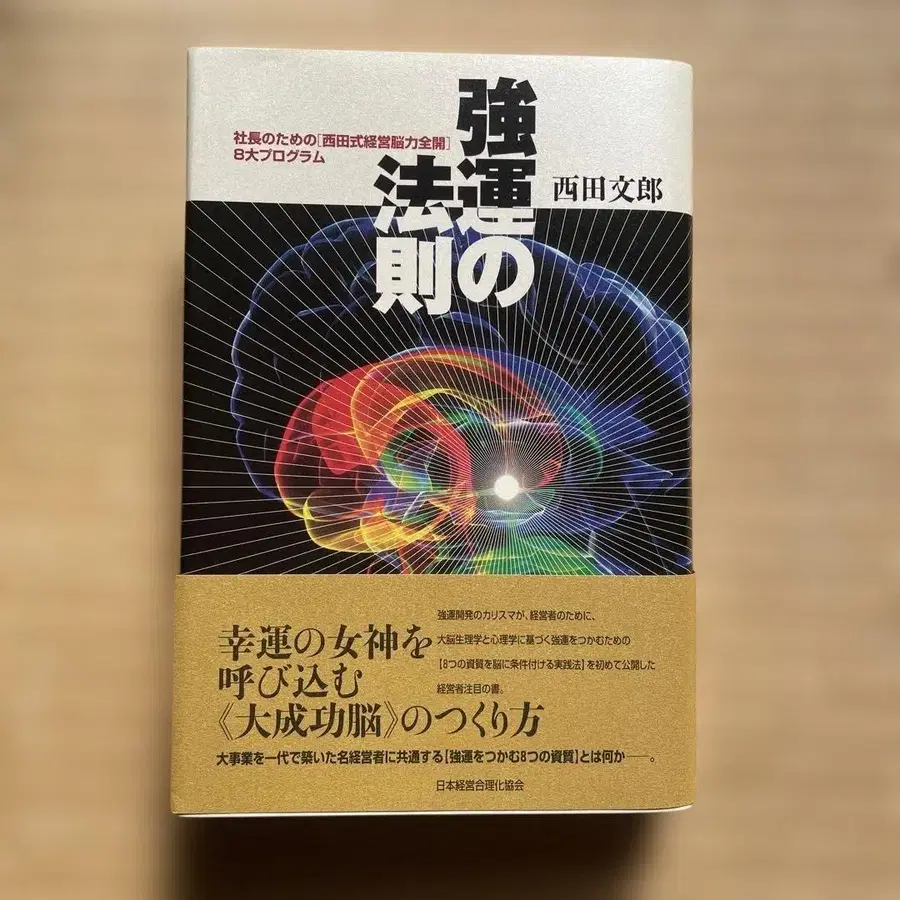 強運の
法則
社長のための[西田式経営脳力全開]
8大プログラム
西田文郎
幸運の女神を
呼び込む
《大成功脳》のつくり方
強運開発のカリスマが、経営者のために、
大脳生理学と心理学に基づく強運をつかむための
【8つの資質を脳に条件付ける実践法】を初めて公開した
経営者注目の書。
大事業を一代で築いた名経営者に共通する【強運をつかむ8つの資質】とは何か──。
日本経営合理化協会